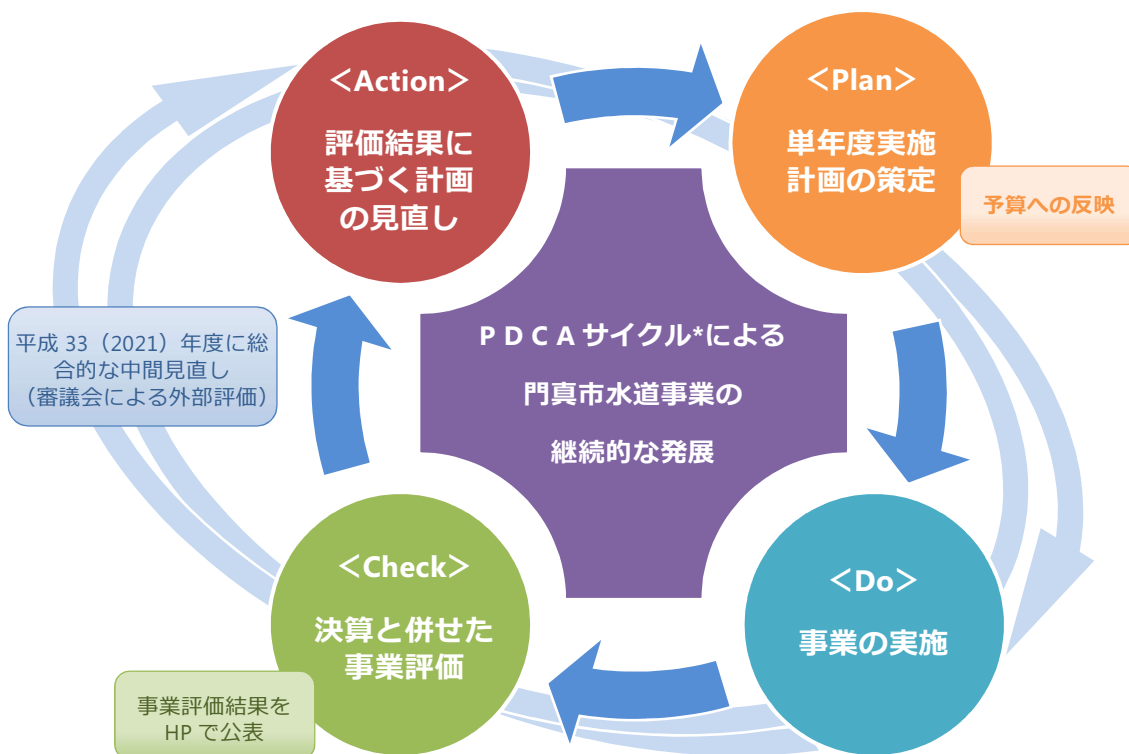 ＜Action＞
評価結果に
基づく計画
の見直し
＜Plan＞
単年度実施
計画の策定
予算への反映
平成 33（2021）年度に総
合的な中間見直し
（審議会による外部評価）
ＰＤＣＡサイクル*による
門真市水道事業の
継続的な発展
＜Check＞
決算と併せた
事業評価
事業評価結果を
HP で公表
＜Do＞
事業の実施